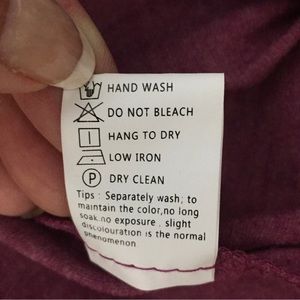 HAND WASH
DO NOT BLEACH
HANG TO DRY
LOW IRON
P DRY CLEAN
Tips : Separately wash; to
maintain the color,no long
soak.no exposure . slight
discolouration is the normal
phenomenon